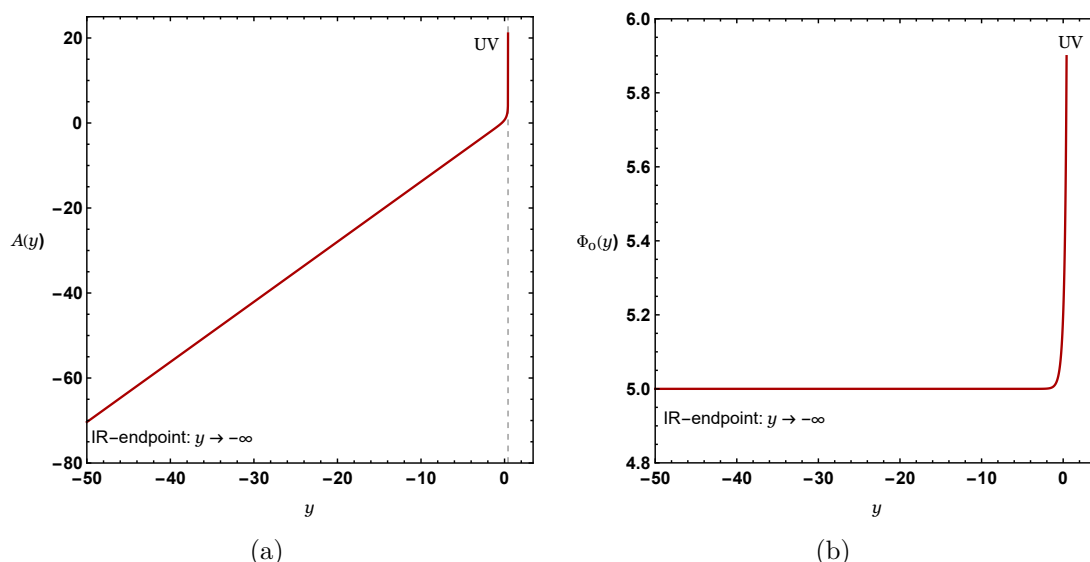 20
0
−20
−40
−60
−80
A(y)
UV
IR−endpoint: y → −∞
−50 −40 −30 −20 −10 0
y
(a)
6.0
5.8
5.6
5.4
5.2
5.0
4.8
Φ₀(y)
UV
IR−endpoint: y → −∞
−50 −40 −30 −20 −10 0
y
(b)